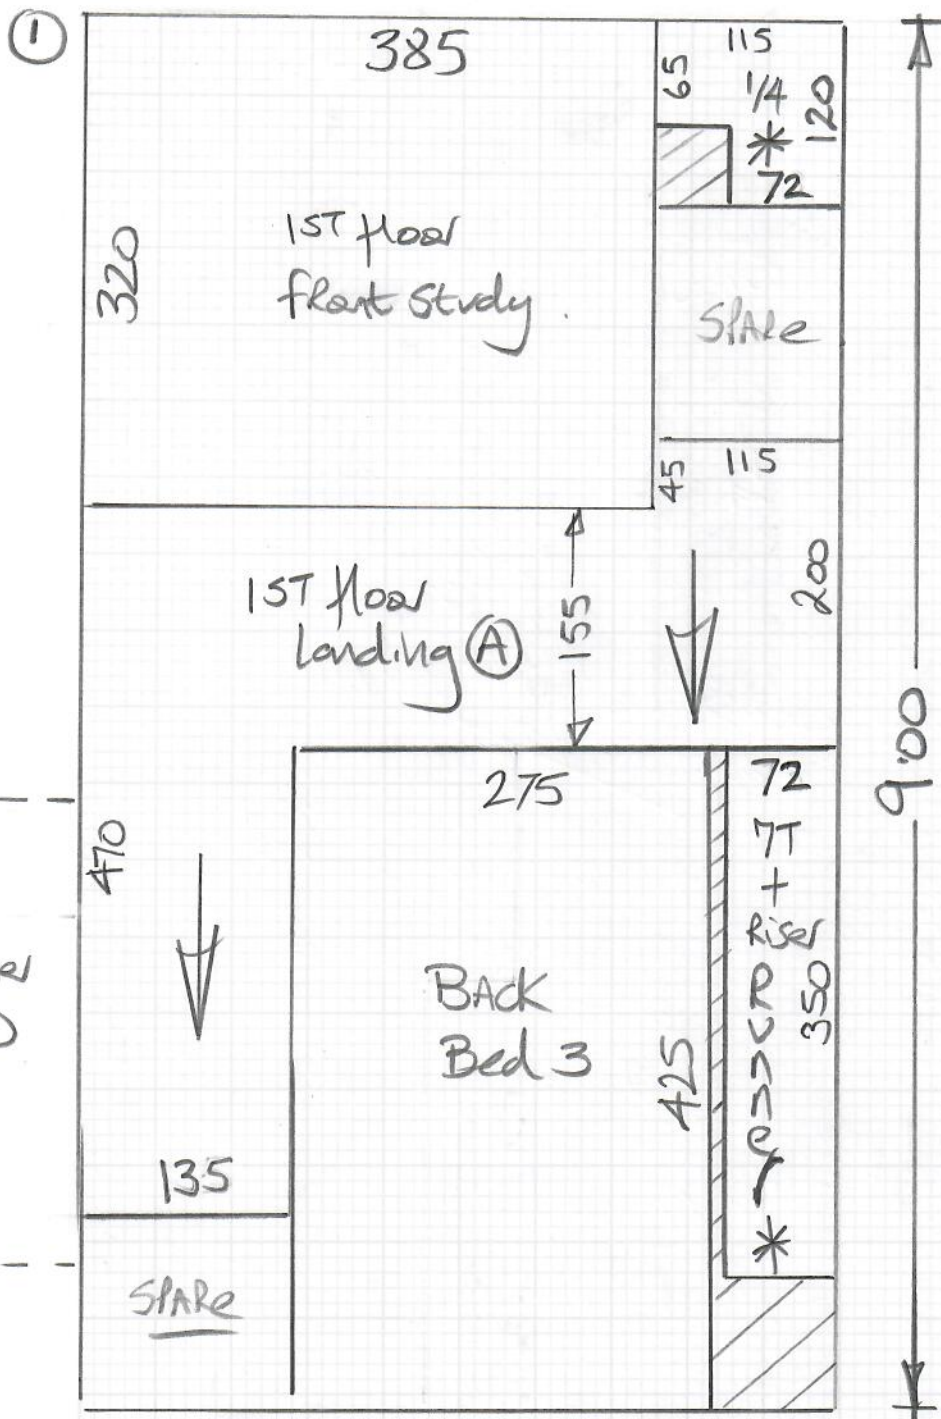 1
385
115
65
1/4
120
*
72
1ST floor
front study.
320
SPARE
45
115
1ST floor
landing A
155
200
9.00
275
72
7T
+
Riser
Runner
350
*
470
BACK
Bed 3
425
135
SPARE